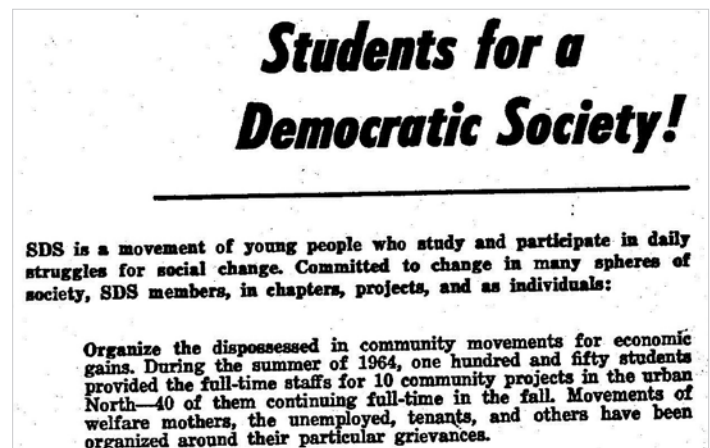 Students for a
Democratic Society!
SDS is a movement of young people who study and participate in daily
struggles for social change. Committed to change in many spheres of
society, SDS members, in chapters, projects, and as individuals:
Organize the dispossessed in community movements for economic
gains. During the summer of 1964, one hundred and fifty students
provided the full-time staffs for 10 community projects in the urban
North—40 of them continuing full-time in the fall. Movements of
welfare mothers, the unemployed, tenants, and others have been
organized around their particular grievances.